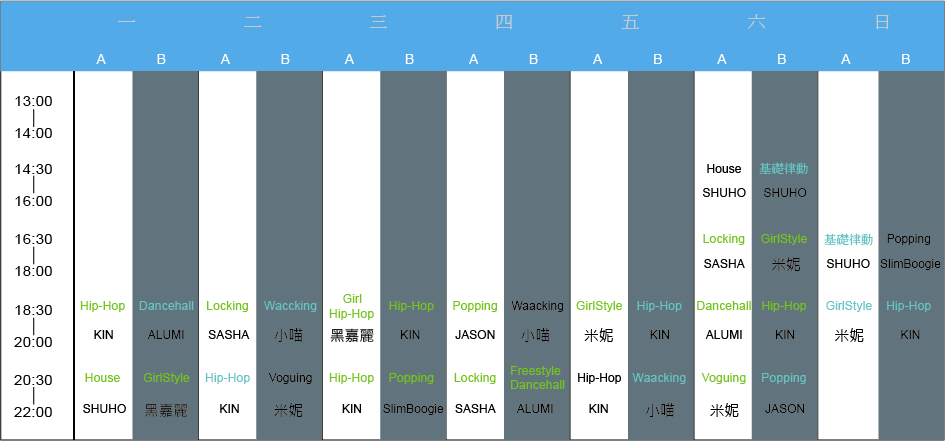 一 二 三 四 五 六 日
A B A B A B A B A B A B A B
13:00
|
14:00
14:30 House 基礎律動
|
16:00 SHUHO SHUHO
16:30 Locking GirlStyle 基礎律動 Popping
|
18:00 SASHA 米妮 SHUHO SlimBoogie
18:30 Hip-Hop Dancehall Locking Waccking Girl Hip-Hop Hip-Hop Popping Waacking GirlStyle Hip-Hop Dancehall Hip-Hop GirlStyle Hip-Hop
|
20:00 KIN ALUMI SASHA 小喵 黑嘉麗 KIN JASON 小喵 米妮 KIN ALUMI KIN 米妮 KIN
20:30 House GirlStyle Hip-Hop Voguing Hip-Hop Popping Locking Freestyle Dancehall Hip-Hop Waacking Voguing Popping
|
22:00 SHUHO 黑嘉麗 KIN 米妮 KIN SlimBoogie SASHA ALUMI KIN 小喵 米妮 JASON